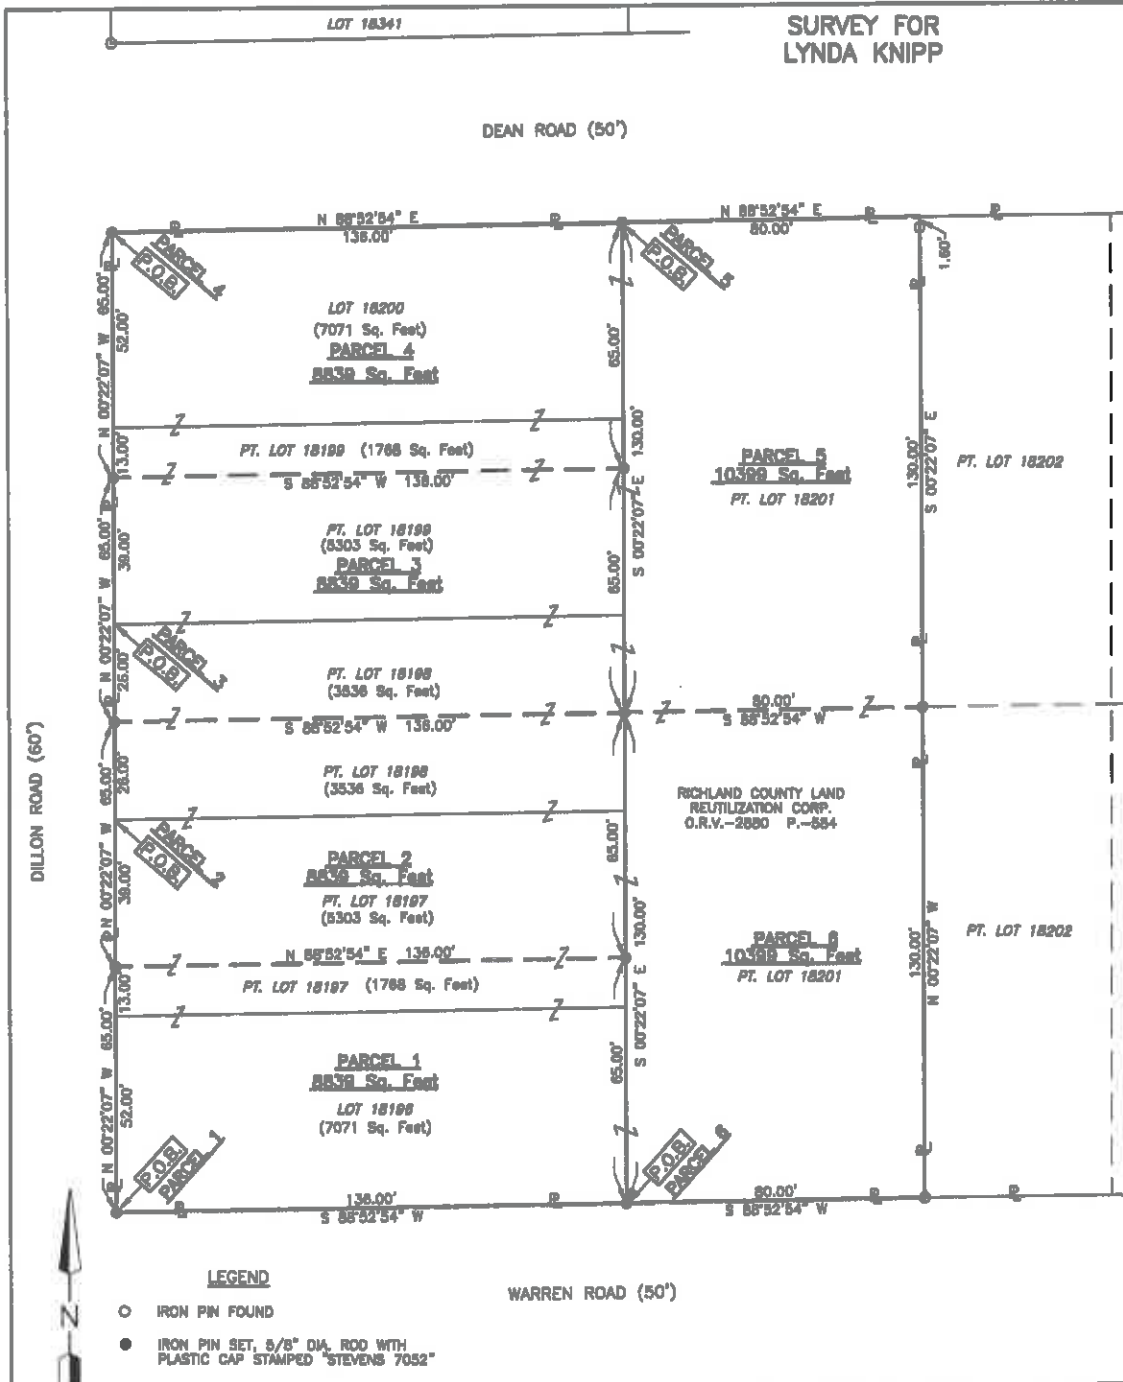 LOT 18341
SURVEY FOR
LYNDA KNIPP
DEAN ROAD (50')
N 88°52'54" E
136.00'
N 88°52'54" E
80.00'
1.60'
PARCEL 4
P.O.B.
PARCEL 5
P.O.B.
N 00°22'07" W 65.00'
52.00'
LOT 18200
(7071 Sq. Feet)
PARCEL 4
8839 Sq. Feet
65.00'
13.00'
PT. LOT 18199 (1768 Sq. Feet)
S 88°52'54" W 136.00'
S 00°22'07" E 130.00'
PARCEL 5
10399 Sq. Feet
PT. LOT 18201
130.00'
S 00°22'07" E
PT. LOT 18202
N 00°22'07" W 65.00'
39.00'
PT. LOT 18199
(5303 Sq. Feet)
PARCEL 3
8839 Sq. Feet
65.00'
PARCEL 3
P.O.B.
26.00'
PT. LOT 18198
(3536 Sq. Feet)
S 88°52'54" W 136.00'
80.00'
S 88°52'54" W
DILLON ROAD (60')
N 00°22'07" W 65.00'
26.00'
PT. LOT 18198
(3536 Sq. Feet)
RICHLAND COUNTY LAND
REUTILIZATION CORP.
O.R.V.-2880 P.-554
PARCEL 2
P.O.B.
39.00'
PARCEL 2
8839 Sq. Feet
PT. LOT 18197
(5303 Sq. Feet)
65.00'
N 88°52'54" E 136.00'
S 00°22'07" E 130.00'
PARCEL 6
10399 Sq. Feet
PT. LOT 18201
130.00'
N 00°22'07" W
PT. LOT 18202
13.00'
PT. LOT 18197 (1768 Sq. Feet)
N 00°22'07" W 65.00'
52.00'
PARCEL 1
8839 Sq. Feet
LOT 18196
(7071 Sq. Feet)
65.00'
P.O.B.
PARCEL 1
P.O.B.
PARCEL 6
136.00'
S 88°52'54" W
80.00'
S 88°52'54" W
WARREN ROAD (50')
N
LEGEND
IRON PIN FOUND
IRON PIN SET, 5/8" DIA. ROD WITH
PLASTIC CAP STAMPED "STEVENS 7052"